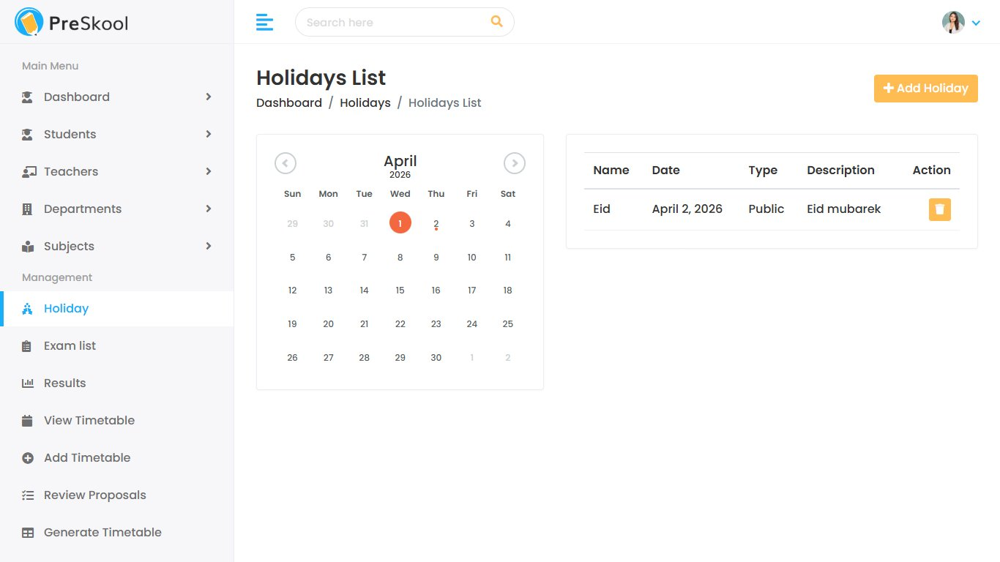 PreSkool
Search here
Main Menu
Dashboard
Students
Teachers
Departments
Subjects
Management
Holiday
Exam list
Results
View Timetable
Add Timetable
Review Proposals
Generate Timetable
Holidays List
Dashboard / Holidays / Holidays List
Add Holiday
April
2026
Sun Mon Tue Wed Thu Fri Sat
29 30 31 1 2 3 4
5 6 7 8 9 10 11
12 13 14 15 16 17 18
19 20 21 22 23 24 25
26 27 28 29 30 1 2
Name Date Type Description Action
Eid April 2, 2026 Public Eid mubarek